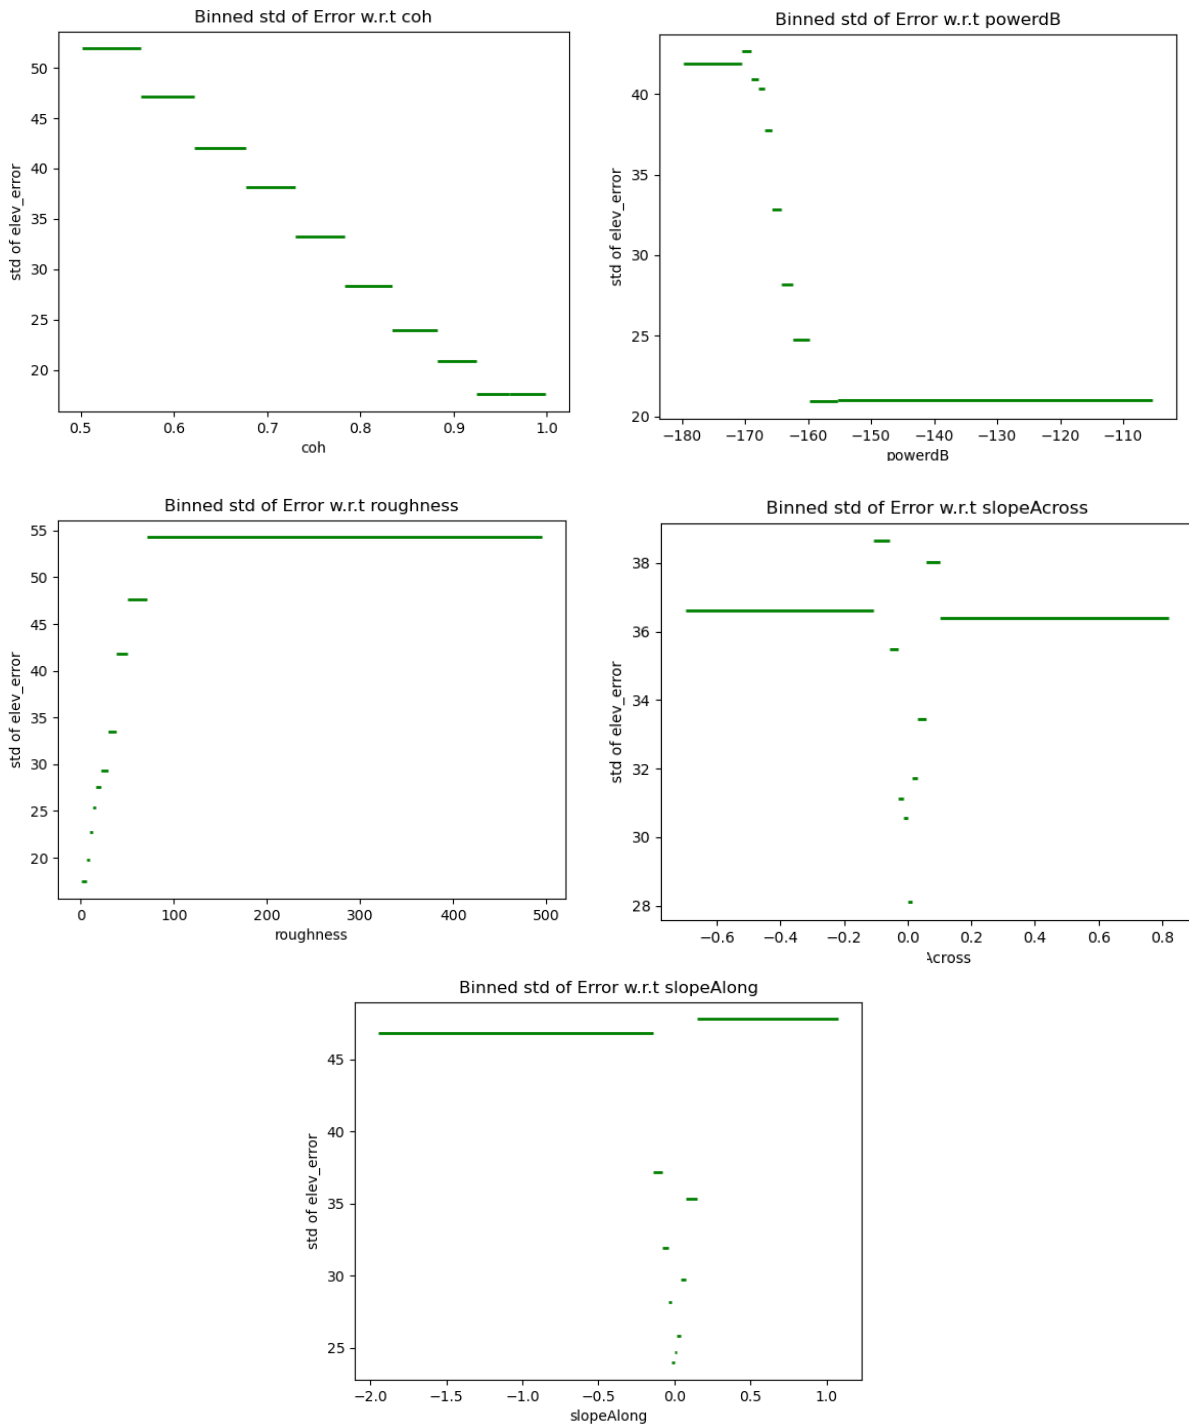 Binned std of Error w.r.t coh
std of elev_error
50
45
40
35
30
25
20
0.5 0.6 0.7 0.8 0.9 1.0
coh
Binned std of Error w.r.t powerdB
std of elev_error
40
35
30
25
20
−180 −170 −160 −150 −140 −130 −120 −110
powerdB
Binned std of Error w.r.t roughness
std of elev_error
55
50
45
40
35
30
25
20
0 100 200 300 400 500
roughness
Binned std of Error w.r.t slopeAcross
std of elev_error
38
36
34
32
30
28
−0.6 −0.4 −0.2 0.0 0.2 0.4 0.6 0.8
Across
Binned std of Error w.r.t slopeAlong
std of elev_error
45
40
35
30
25
−2.0 −1.5 −1.0 −0.5 0.0 0.5 1.0
slopeAlong